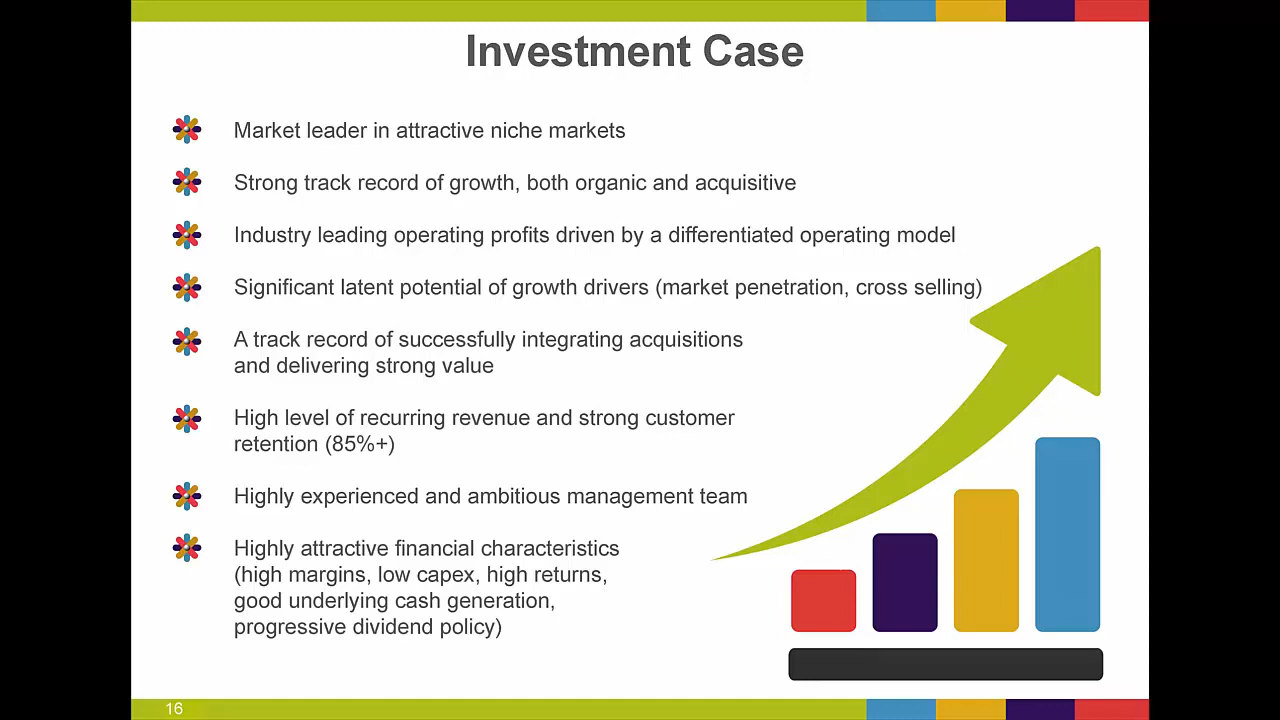 Investment Case
Market leader in attractive niche markets
Strong track record of growth, both organic and acquisitive
Industry leading operating profits driven by a differentiated operating model
Significant latent potential of growth drivers (market penetration, cross selling)
A track record of successfully integrating acquisitions
and delivering strong value
High level of recurring revenue and strong customer
retention (85%+)
Highly experienced and ambitious management team
Highly attractive financial characteristics
(high margins, low capex, high returns,
good underlying cash generation,
progressive dividend policy)
16